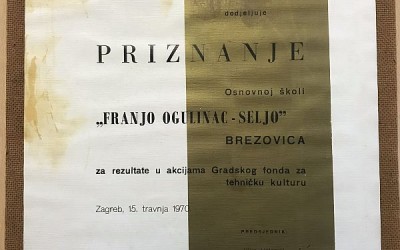 dodjeljuje
PRIZNANJE
Osnovnoj školi
„FRANJO OGULINAC-SELJO”
BREZOVICA
za rezultate u akcijama Gradskog fonda za
tehničku kulturu
Zagreb, 15. travnja 1970.